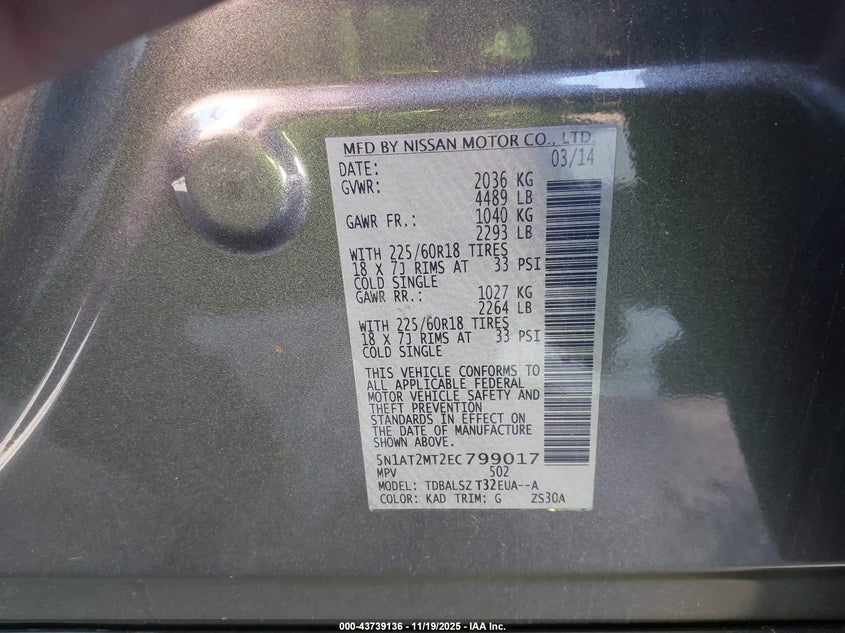 MFD BY NISSAN MOTOR CO., LTD.
DATE: 03/14
GVWR: 2036 KG
4489 LB
GAWR FR.: 1040 KG
2293 LB
WITH 225/60R18 TIRES
18 X 7J RIMS AT 33 PSI
COLD SINGLE
GAWR RR.: 1027 KG
2264 LB
WITH 225/60R18 TIRES
18 X 7J RIMS AT 33 PSI
COLD SINGLE
THIS VEHICLE CONFORMS TO
ALL APPLICABLE FEDERAL
MOTOR VEHICLE SAFETY AND
THEFT PREVENTION
STANDARDS IN EFFECT ON
THE DATE OF MANUFACTURE
SHOWN ABOVE.
5N1AT2MT2EC799017
MPV 502
MODEL: TDBALSZ T32EUA--A
COLOR: KAD TRIM: G ZS30A
000-43739136 - 11/19/2025 - IAA Inc.